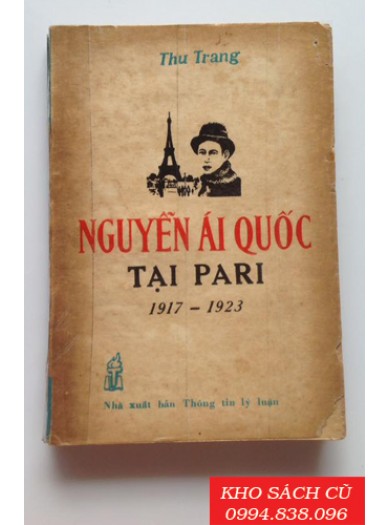 Thu Trang
NGUYỄN ÁI QUỐC
TẠI PARI
1917 - 1923
Nhà xuất bản Thông tin lý luận
KHO SÁCH CŨ
0994.838.096